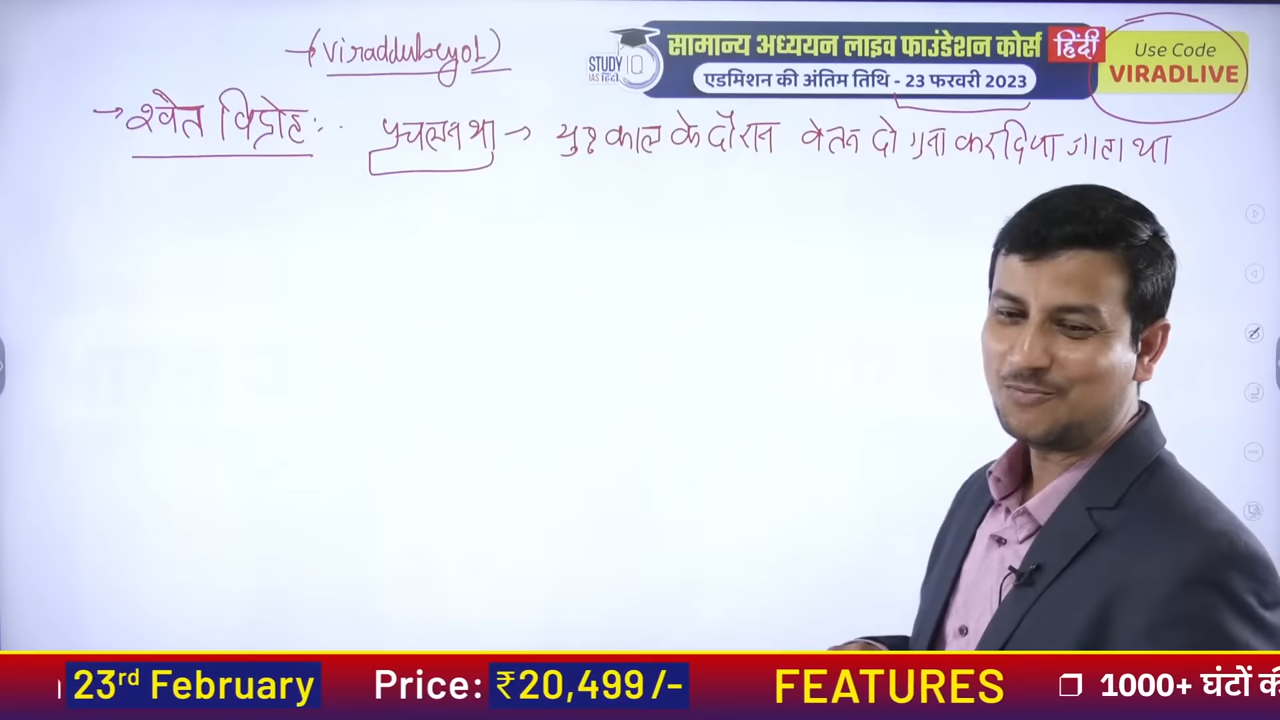 →(viraddubey01)
STUDY IQ
IAS हिंदी
सामान्य अध्ययन लाइव फाउंडेशन कोर्स हिंदी
एडमिशन की अंतिम तिथि - 23 फरवरी 2023
Use Code
VIRADLIVE
→ श्वेत विद्रोह :- प्रचलन था → युद्ध काल के दौरान वेतन दो गुना कर दिया जाता था
23rd February Price: ₹20,499/- FEATURES ❐ 1000+ घंटों की